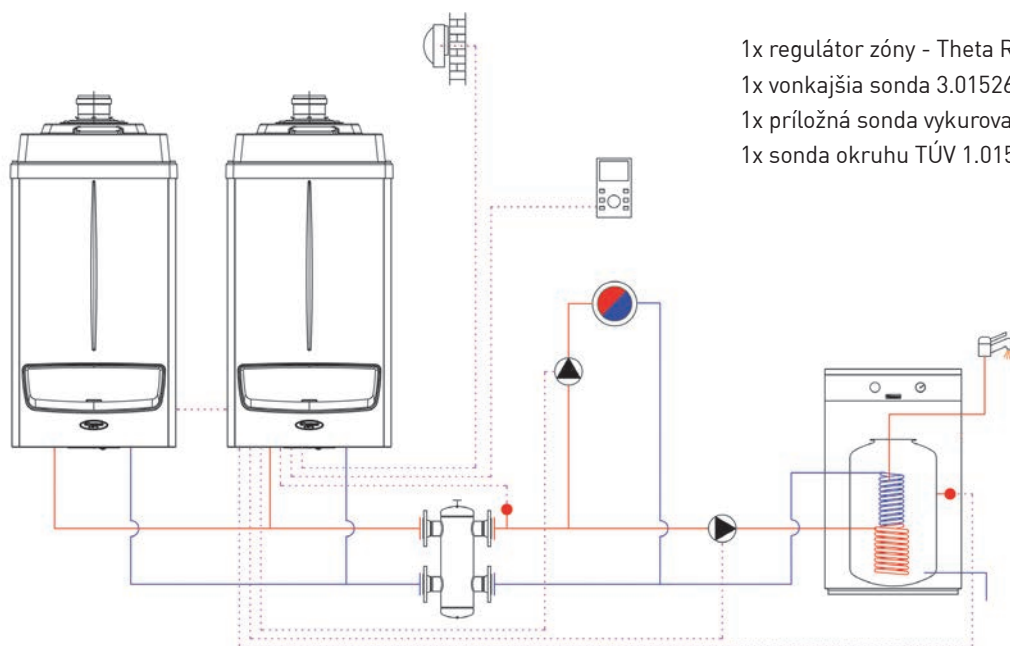 1x regulátor zóny - Theta R
1x vonkajšia sonda 3.01526
1x príložná sonda vykurova
1x sonda okruhu TÚV 1.015